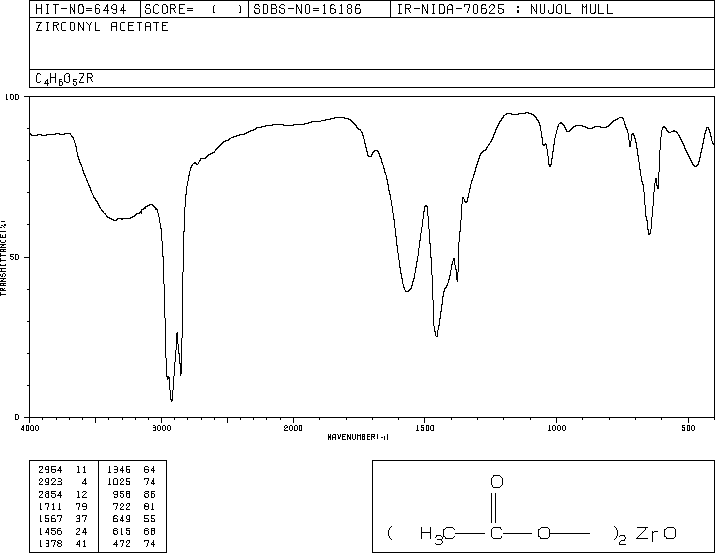 HIT-NO=6494 SCORE= ( ) SDBS-NO=16186 IR-NIDA-70625 : NUJOL MULL
ZIRCONYL ACETATE
C4H6O5ZR
100
50
0
TRANSMITTANCE(%)
4000 3000 2000 1500 1000 500
WAVENUMBER(-1)
2964 11 1346 64
2923 4 1025 74
2854 12 958 86
1711 79 722 81
1567 37 649 55
1456 24 615 68
1378 41 472 74
O
( H3C C O )2 ZrO